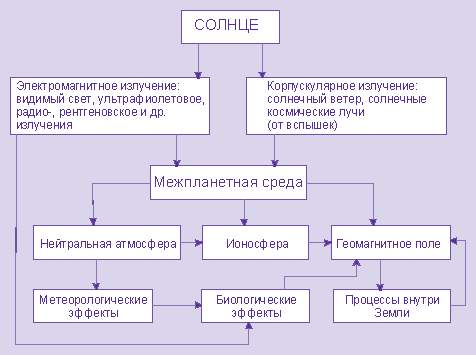 СОЛНЦЕ
Электромагнитное излучение:
видимый свет, ультрафиолетовое,
радио-, рентгеновское и др.
излучения
Корпускулярное излучение:
солнечный ветер, солнечные
космические лучи
(от вспышек)
Межпланетная среда
Нейтральная атмосфера
Ионосфера
Геомагнитное поле
Метеорологические
эффекты
Биологические
эффекты
Процессы внутри
Земли